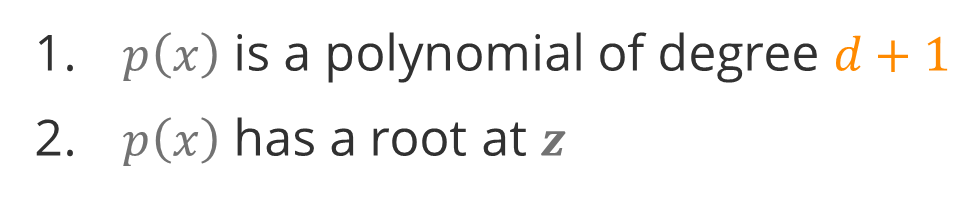 1. p(x) is a polynomial of degree d + 1
2. p(x) has a root at z